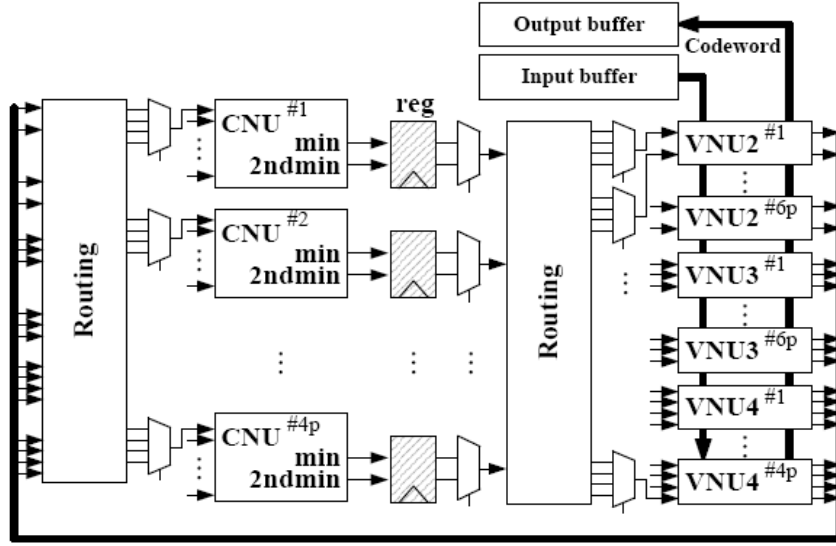 Output buffer
Codeword
Input buffer
reg
CNU #1
min
2ndmin
VNU2 #1
VNU2 #6p
CNU #2
min
2ndmin
VNU3 #1
Routing
Routing
VNU3 #6p
VNU4 #1
CNU #4p
min
2ndmin
VNU4 #4p